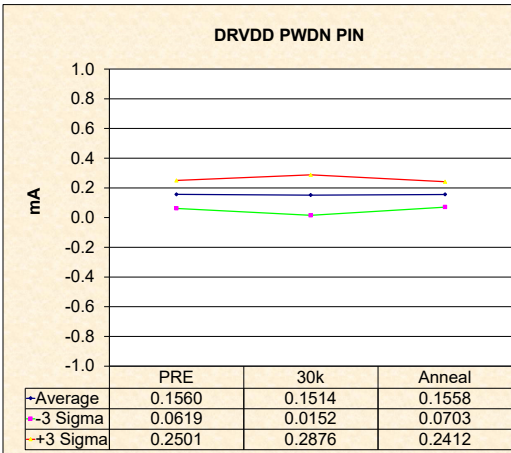 DRVDD PWDN PIN
1.0
0.8
0.6
0.4
0.2
0.0
-0.2
-0.4
-0.6
-0.8
-1.0
mA
PRE 30k Anneal
Average 0.1560 0.1514 0.1558
-3 Sigma 0.0619 0.0152 0.0703
+3 Sigma 0.2501 0.2876 0.2412